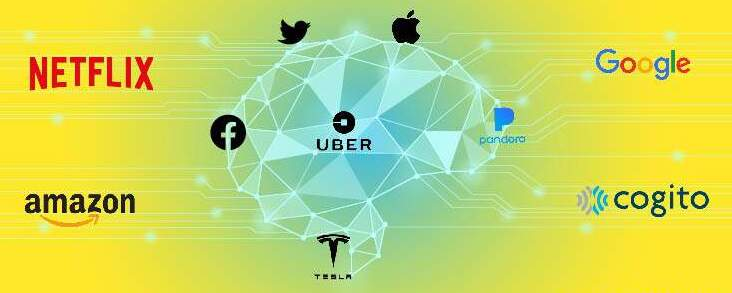 NETFLIX
Google
UBER
pandora
amazon
cogito
TESLA